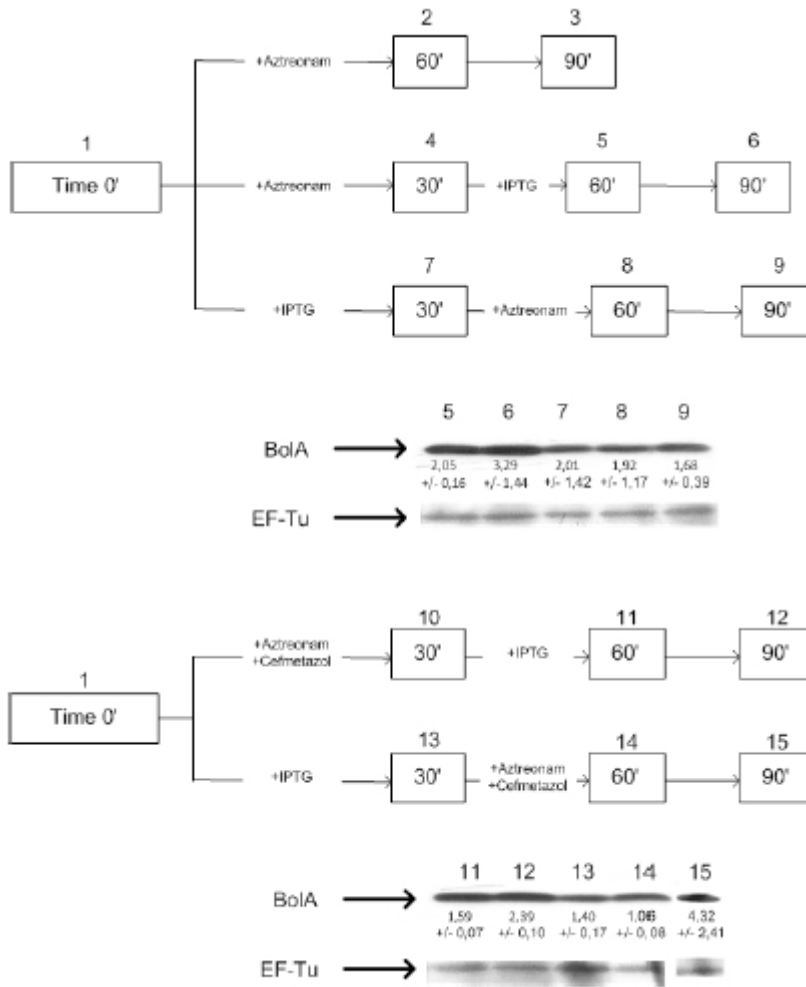 2 3
+Aztreonam 60' 90'
1 4 5 6
Time 0' +Aztreonam 30' +IPTG 60' 90'
7 8 9
+IPTG 30' +Aztreonam 60' 90'
5 6 7 8 9
BolA
2,05 3,29 2,01 1,92 1,68
+/- 0,16 +/- 1,44 +/- 1,42 +/- 1,17 +/- 0,39
EF-Tu
10 11 12
+Aztreonam
+Cefmetazol 30' +IPTG 60' 90'
1
Time 0'
13 14 15
+IPTG 30' +Aztreonam
+Cefmetazol 60' 90'
11 12 13 14 15
BolA
1,59 2,39 1,40 1,06 4,32
+/- 0,07 +/- 0,10 +/- 0,17 +/- 0,08 +/- 2,41
EF-Tu